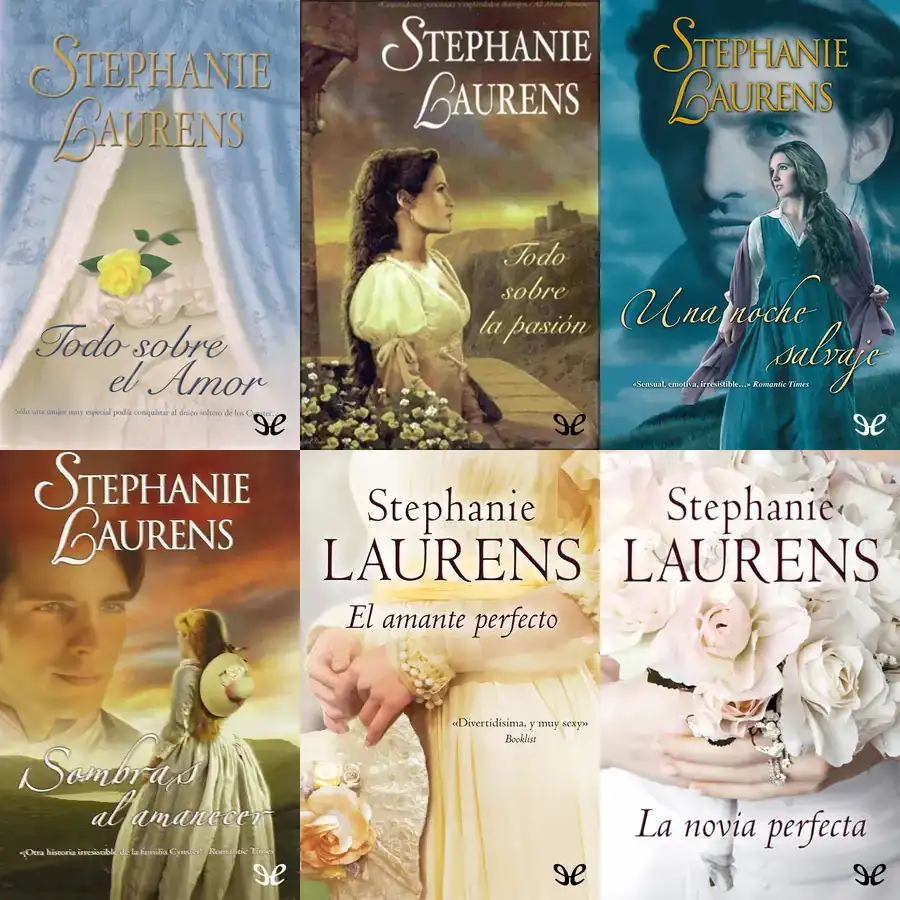 STEPHANIE
LAURENS
Todo sobre
el Amor
Sólo una mujer muy especial podía conquistar al único soltero de los Cynster.
STEPHANIE
LAURENS
Todo
sobre
la pasión
STEPHANIE
LAURENS
Una noche
salvaje
«Sensual, emotiva, irresistible...» Romantic Times
STEPHANIE
LAURENS
Sombras
al amanecer
«¡Otra historia irresistible de la familia Cynster!» Romantic Times
Stephanie
LAURENS
El amante perfecto
«Divertidísima, y muy sexy»
Booklist
Stephanie
LAURENS
La novia perfecta